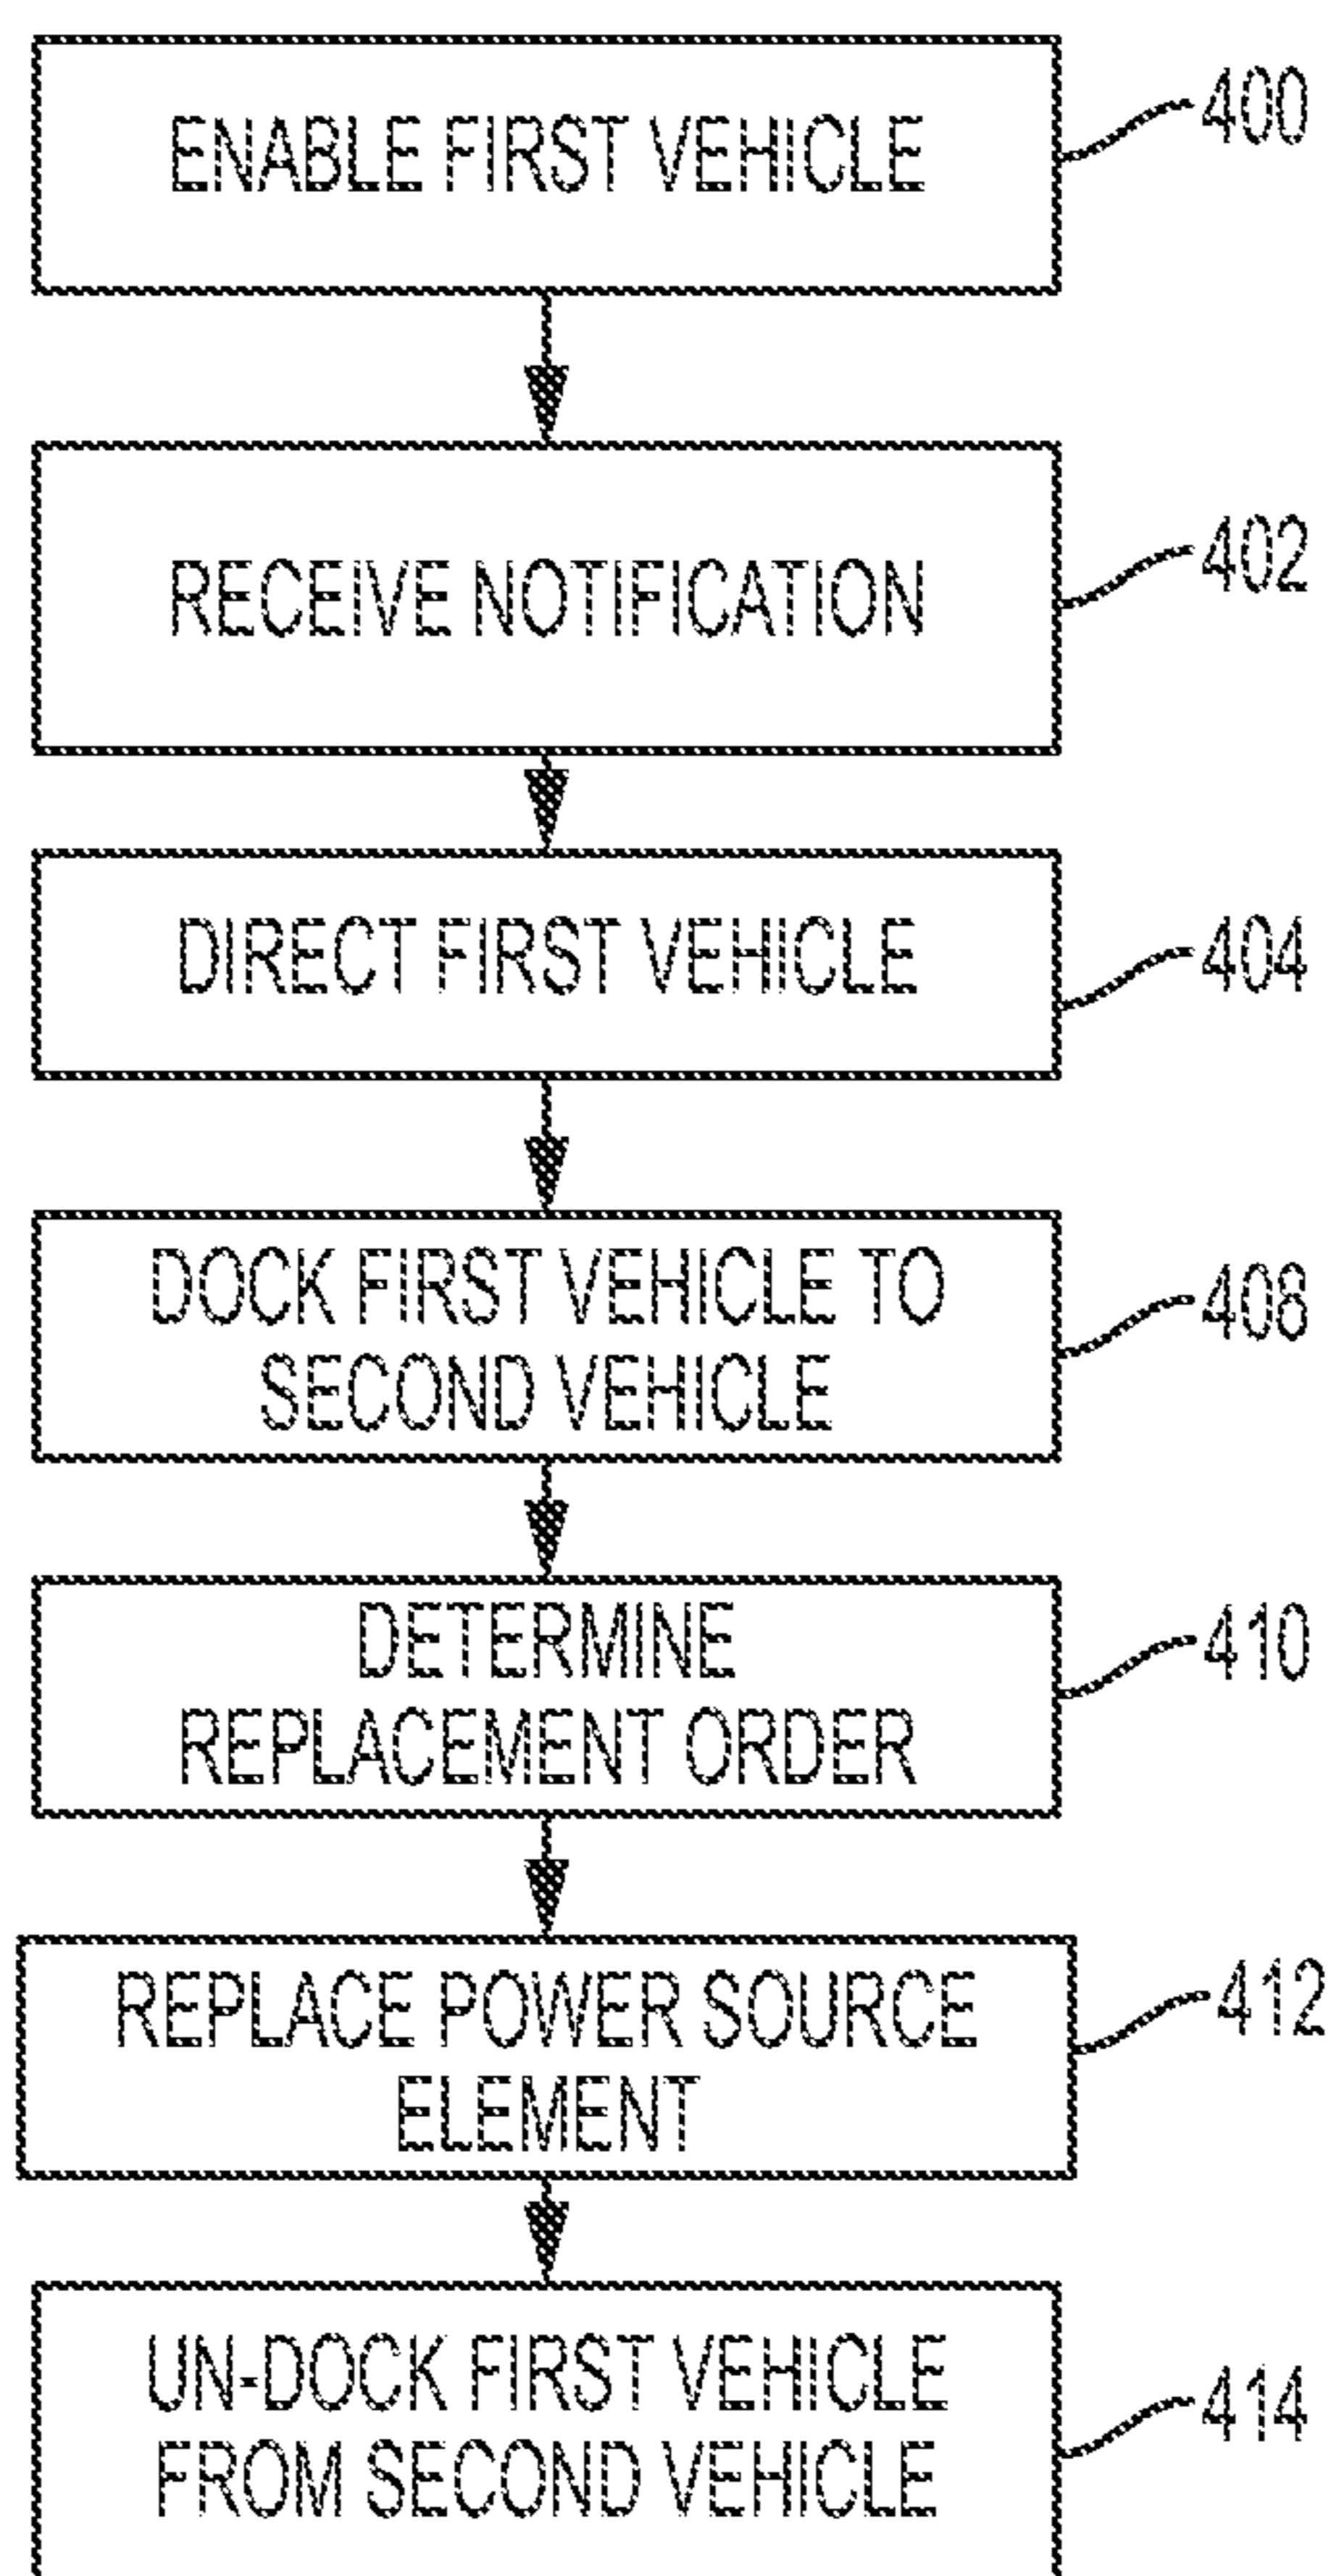 ENABLE FIRST VEHICLE
400
RECEIVE NOTIFICATION
402
DIRECT FIRST VEHICLE
404
DOCK FIRST VEHICLE TO
SECOND VEHICLE
408
DETERMINE
REPLACEMENT ORDER
410
REPLACE POWER SOURCE
ELEMENT
412
UN-DOCK FIRST VEHICLE
FROM SECOND VEHICLE
414